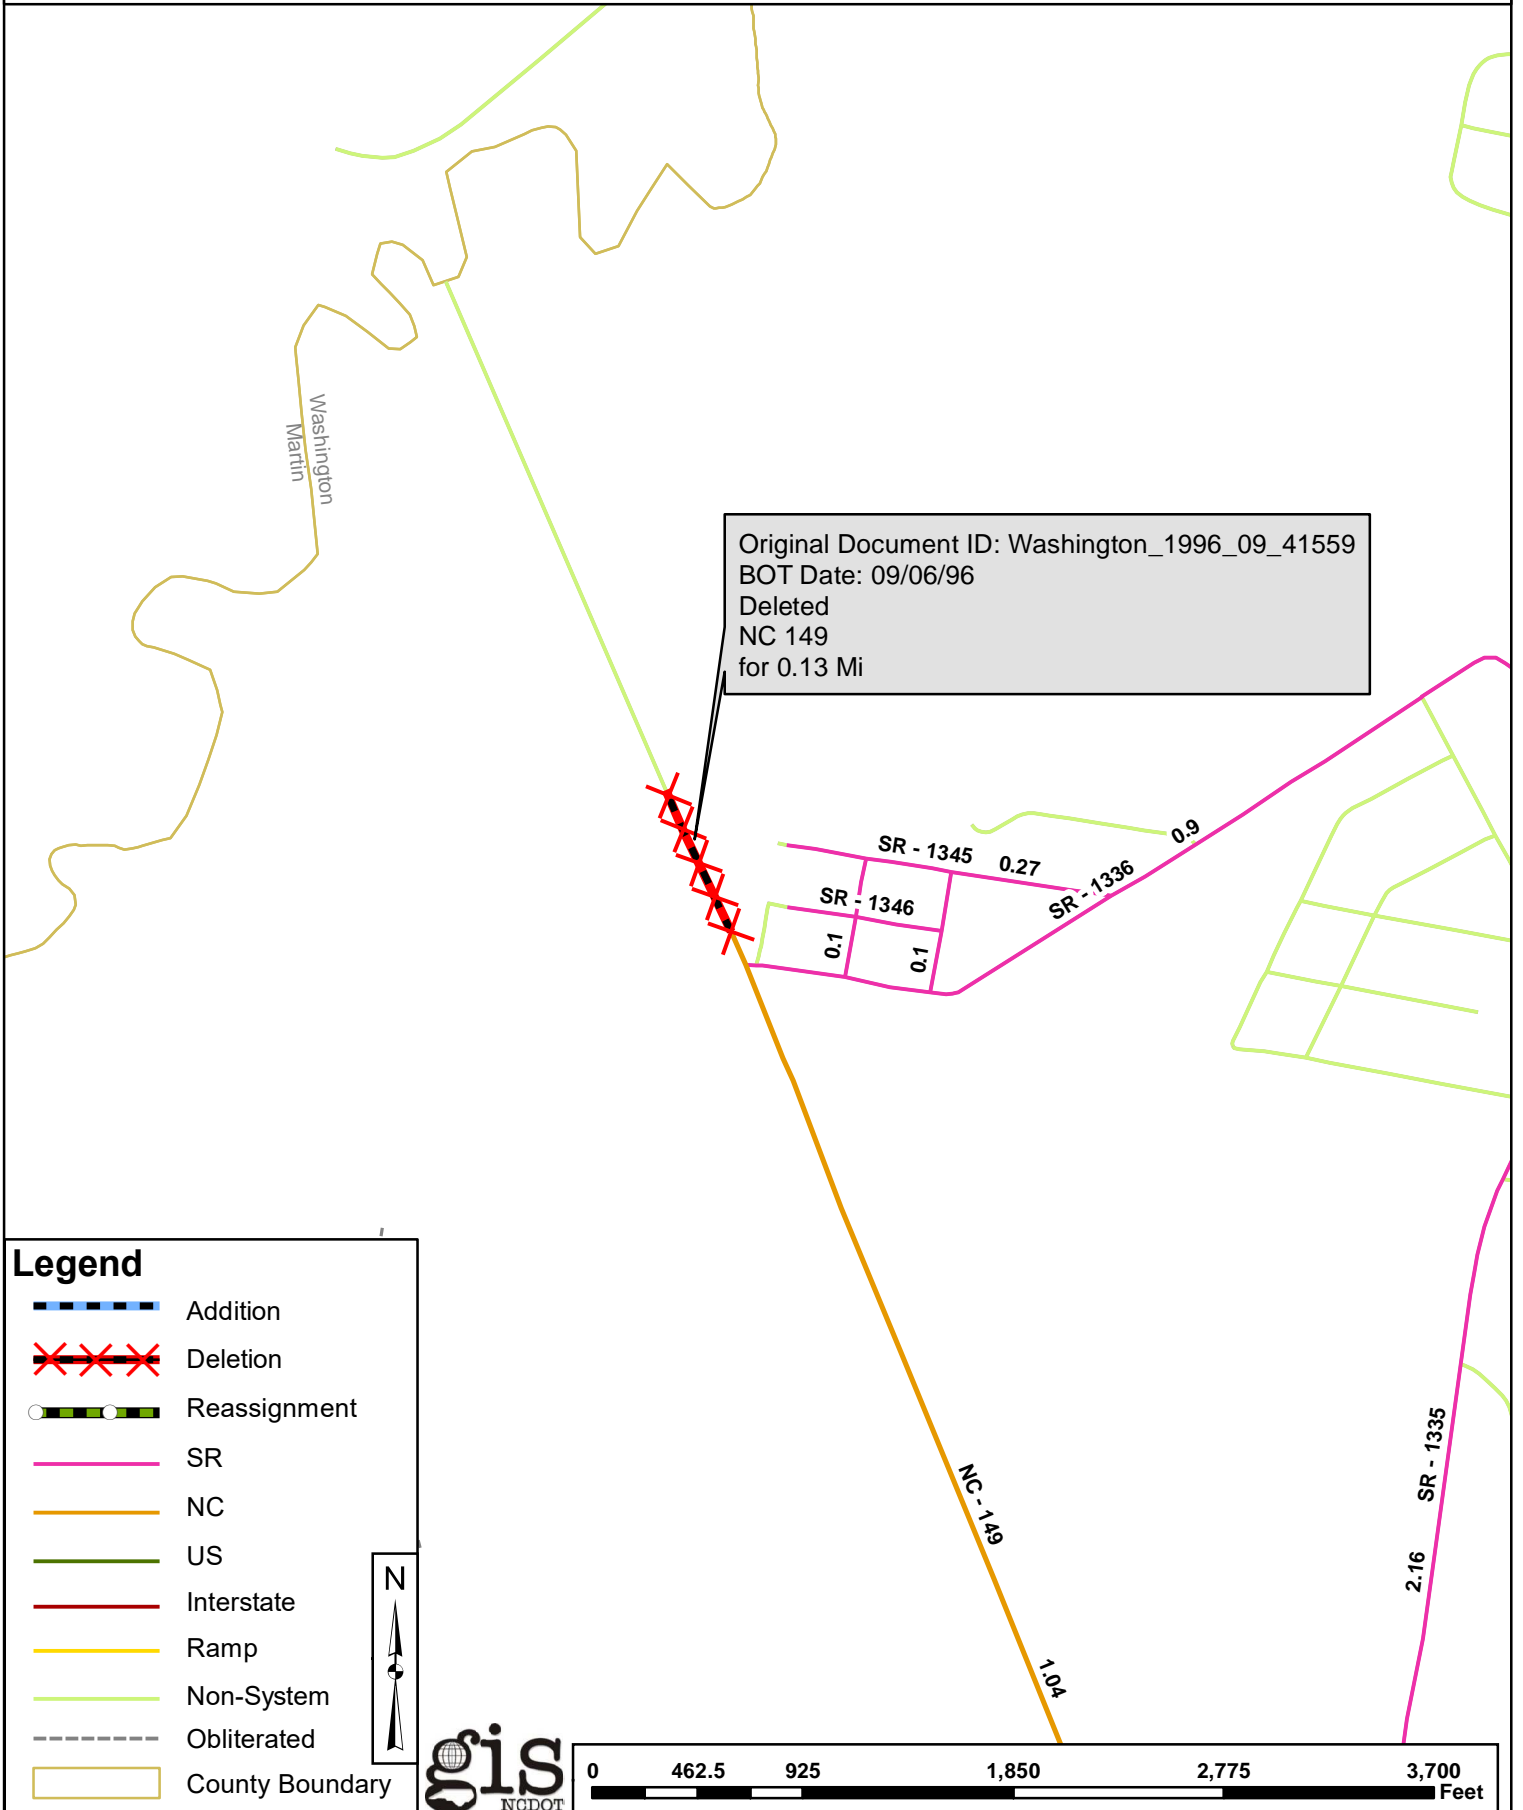 Washington
Martin
Original Document ID: Washington_1996_09_41559
BOT Date: 09/06/96
Deleted
NC 149
for 0.13 Mi
0.9
SR - 1345 0.27
SR - 1336
SR - 1346
0.1
0.1
Legend
Addition
Deletion
Reassignment
SR
NC
US
Interstate
Ramp
Non-System
Obliterated
County Boundary
N
NC - 149
1.04
SR - 1335
2.16
gis
NCDOT
0 462.5 925 1,850 2,775 3,700
Feet